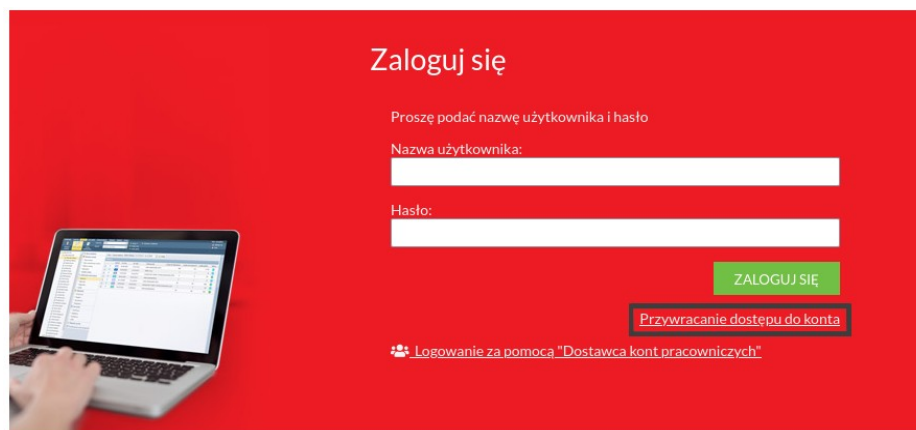 Zaloguj się
Proszę podać nazwę użytkownika i hasło
Nazwa użytkownika:
Hasło:
ZALOGUJ SIĘ
Przywracanie dostępu do konta
Logowanie za pomocą "Dostawca kont pracowniczych"